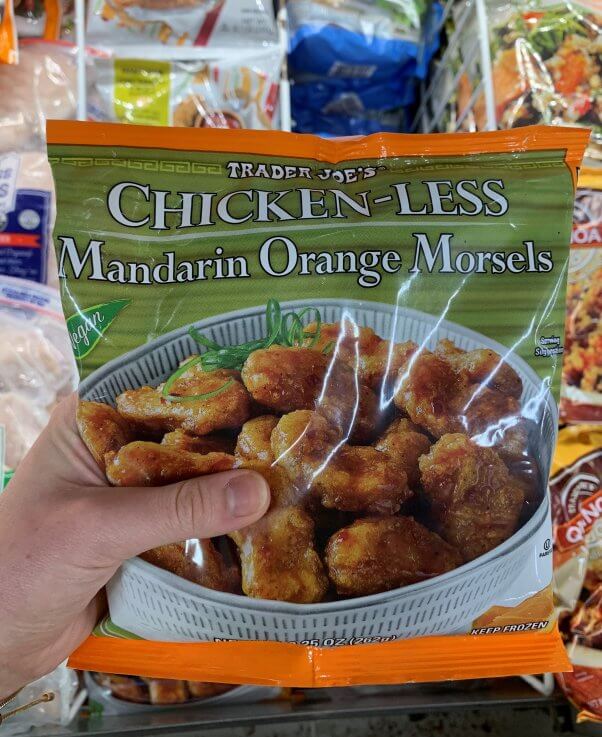 TRADER JOE'S
CHICKEN-LESS
Mandarin Orange Morsels
Vegan
Serving
Suggestion
KEEP FROZEN